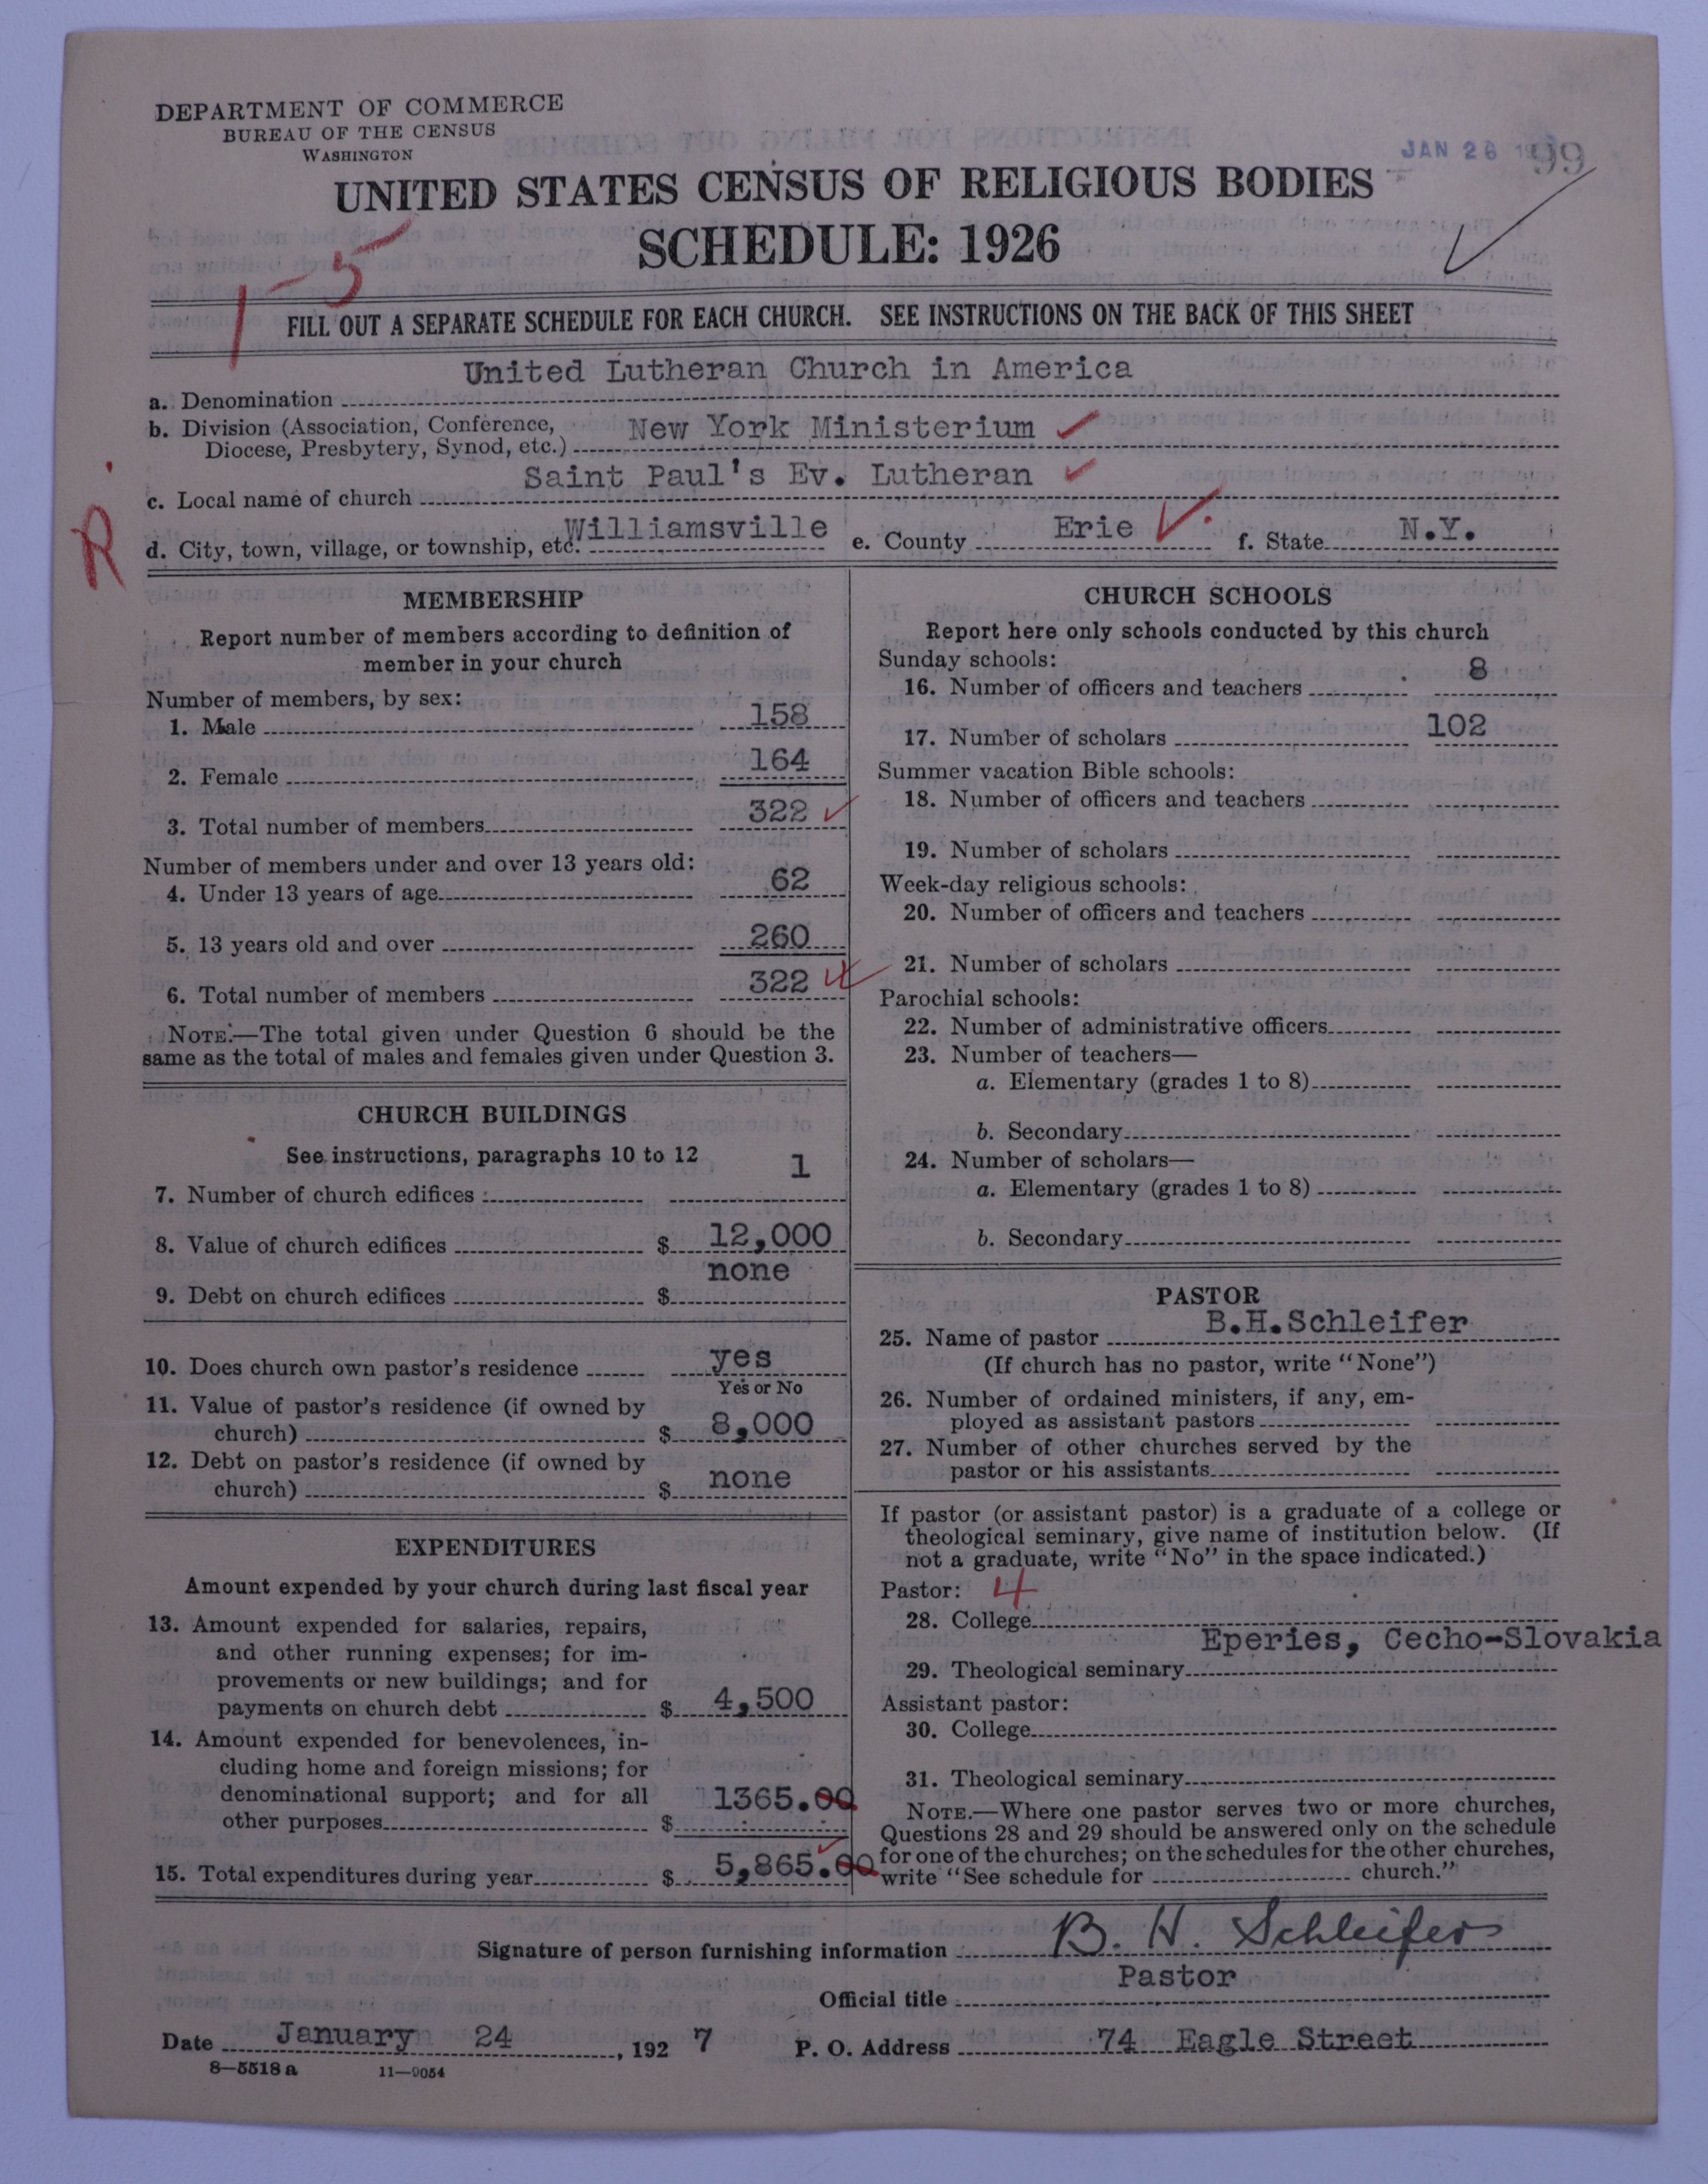 DEPARTMENT OF COMMERCE
BUREAU OF THE CENSUS
WASHINGTON
JAN 26
99
UNITED STATES CENSUS OF RELIGIOUS BODIES
SCHEDULE: 1926
1-5
FILL OUT A SEPARATE SCHEDULE FOR EACH CHURCH. SEE INSTRUCTIONS ON THE BACK OF THIS SHEET
a. Denomination United Lutheran Church in America
b. Division (Association, Conference,
Diocese, Presbytery, Synod, etc.) New York Ministerium
c. Local name of church Saint Paul's Ev. Lutheran
R
d. City, town, village, or township, etc. Williamsville e. County Erie f. State N.Y.
MEMBERSHIP
Report number of members according to definition of
member in your church
Number of members, by sex:
1. Male 158
2. Female 164
3. Total number of members 322
Number of members under and over 13 years old:
4. Under 13 years of age 62
5. 13 years old and over 260
6. Total number of members 322
NOTE.—The total given under Question 6 should be the
same as the total of males and females given under Question 3.
CHURCH BUILDINGS
See instructions, paragraphs 10 to 12
7. Number of church edifices 1
8. Value of church edifices $ 12,000
9. Debt on church edifices $ none
10. Does church own pastor's residence yes
Yes or No
11. Value of pastor's residence (if owned by
church) $ 8,000
12. Debt on pastor's residence (if owned by
church) $ none
EXPENDITURES
Amount expended by your church during last fiscal year
13. Amount expended for salaries, repairs,
and other running expenses; for im-
provements or new buildings; and for
payments on church debt $ 4,500
14. Amount expended for benevolences, in-
cluding home and foreign missions; for
denominational support; and for all
other purposes $ 1365.00
15. Total expenditures during year $ 5,865.00
CHURCH SCHOOLS
Report here only schools conducted by this church
Sunday schools:
16. Number of officers and teachers 8
17. Number of scholars 102
Summer vacation Bible schools:
18. Number of officers and teachers
19. Number of scholars
Week-day religious schools:
20. Number of officers and teachers
21. Number of scholars
Parochial schools:
22. Number of administrative officers
23. Number of teachers—
a. Elementary (grades 1 to 8)
b. Secondary
24. Number of scholars—
a. Elementary (grades 1 to 8)
b. Secondary
PASTOR
25. Name of pastor B.H.Schleifer
(If church has no pastor, write "None")
26. Number of ordained ministers, if any, em-
ployed as assistant pastors
27. Number of other churches served by the
pastor or his assistants
If pastor (or assistant pastor) is a graduate of a college or
theological seminary, give name of institution below. (If
not a graduate, write "No" in the space indicated.)
Pastor: 4
28. College
Eperies, Cecho-Slovakia
29. Theological seminary
Assistant pastor:
30. College
31. Theological seminary
NOTE.—Where one pastor serves two or more churches,
Questions 28 and 29 should be answered only on the schedule
for one of the churches; on the schedules for the other churches,
write "See schedule for church."
Signature of person furnishing information B. H. Schleifer
Official title Pastor
Date January 24, 1927 P. O. Address 74 Eagle Street
8—5518 a 11—9054